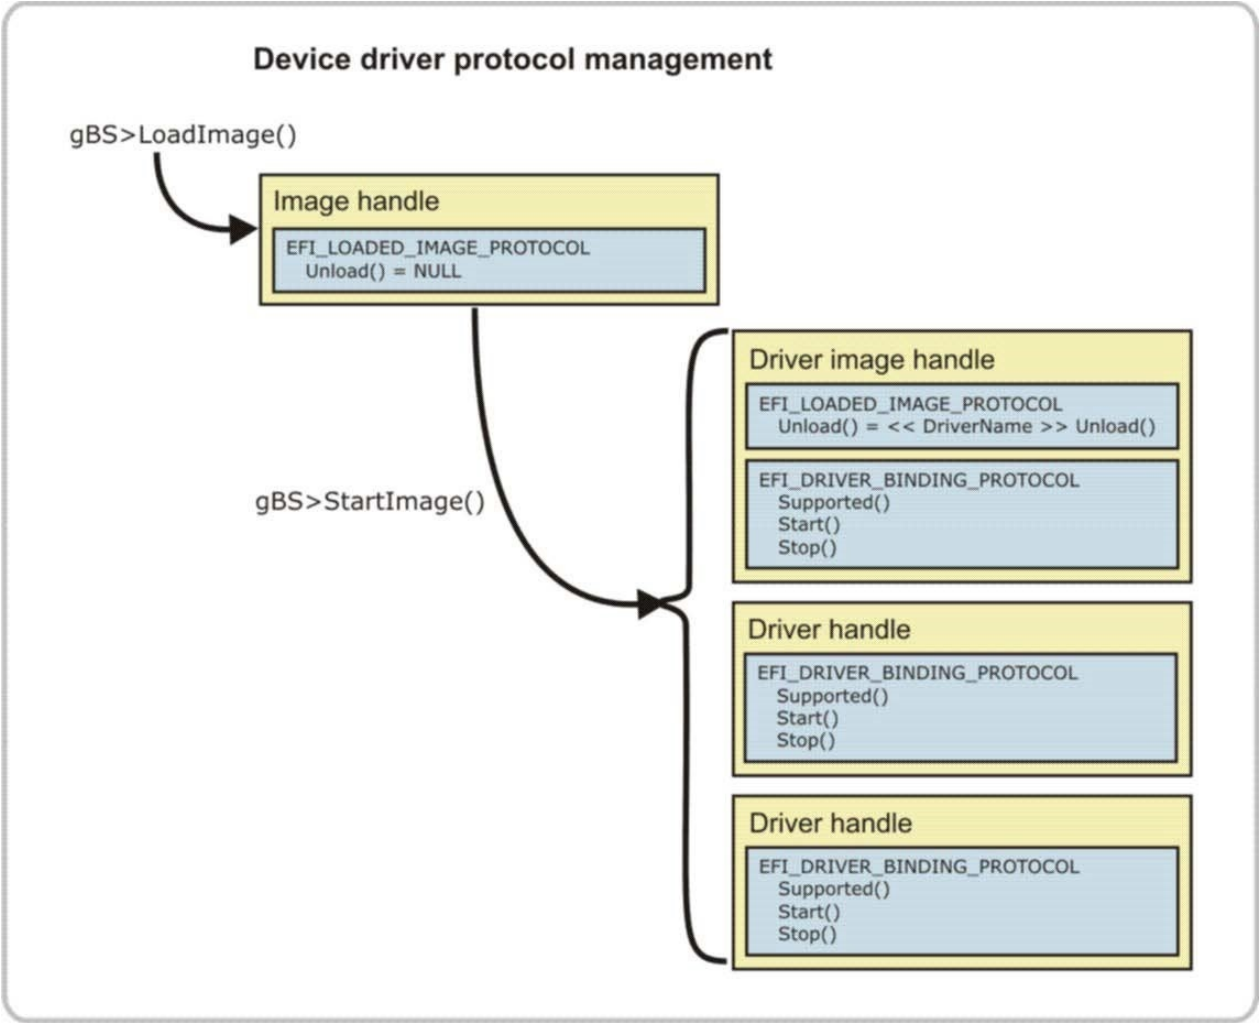 Device driver protocol management
gBS>LoadImage()
Image handle
EFI_LOADED_IMAGE_PROTOCOL
Unload() = NULL
gBS>StartImage()
Driver image handle
EFI_LOADED_IMAGE_PROTOCOL
Unload() = << DriverName >> Unload()
EFI_DRIVER_BINDING_PROTOCOL
Supported()
Start()
Stop()
Driver handle
EFI_DRIVER_BINDING_PROTOCOL
Supported()
Start()
Stop()
Driver handle
EFI_DRIVER_BINDING_PROTOCOL
Supported()
Start()
Stop()